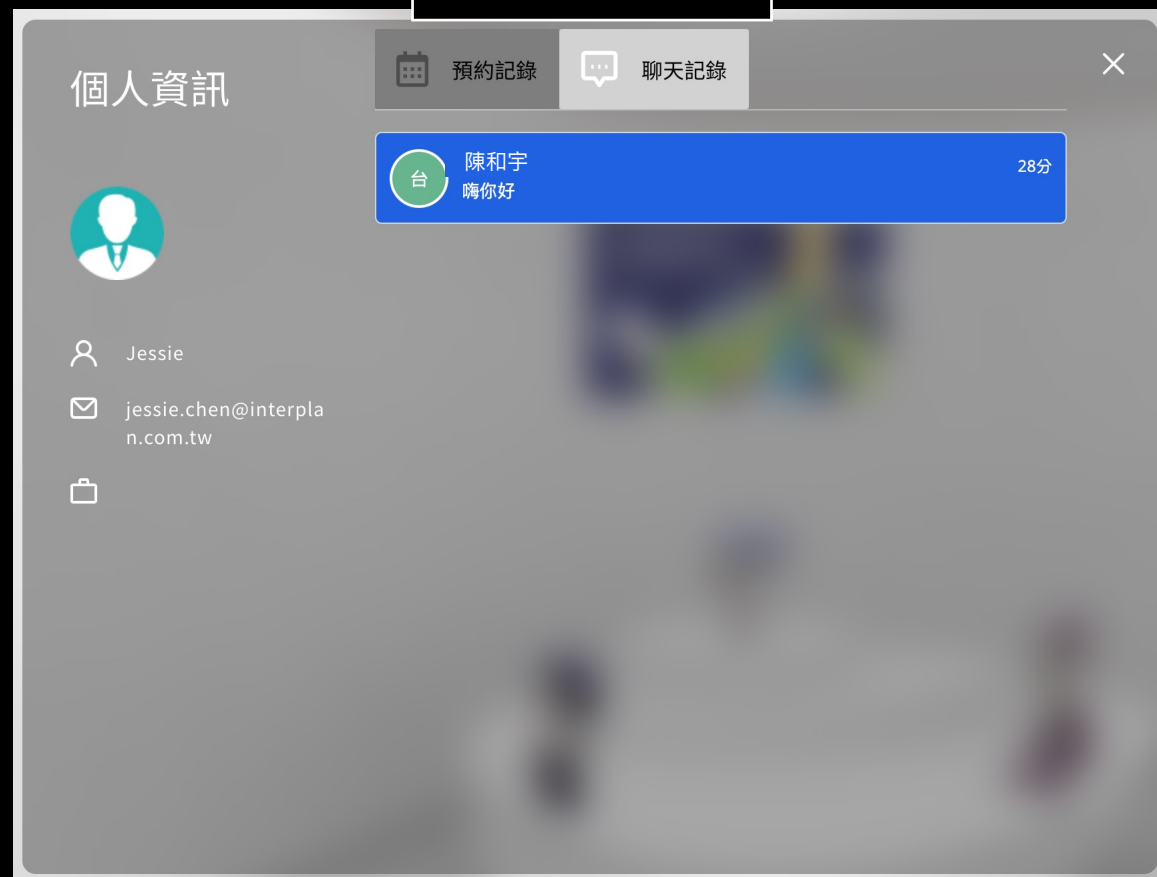 個人資訊
預約記錄
聊天記錄
台
陳和宇
28分
嗨你好
Jessie
jessie.chen@interpla
n.com.tw